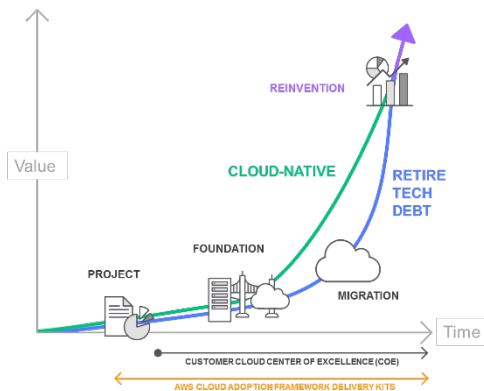 REINVENTION
Value
CLOUD-NATIVE
RETIRE
TECH
DEBT
FOUNDATION
PROJECT
MIGRATION
Time
CUSTOMER CLOUD CENTER OF EXCELLENCE (COE)
AWS CLOUD ADOPTION FRAMEWORK DELIVERY KITS